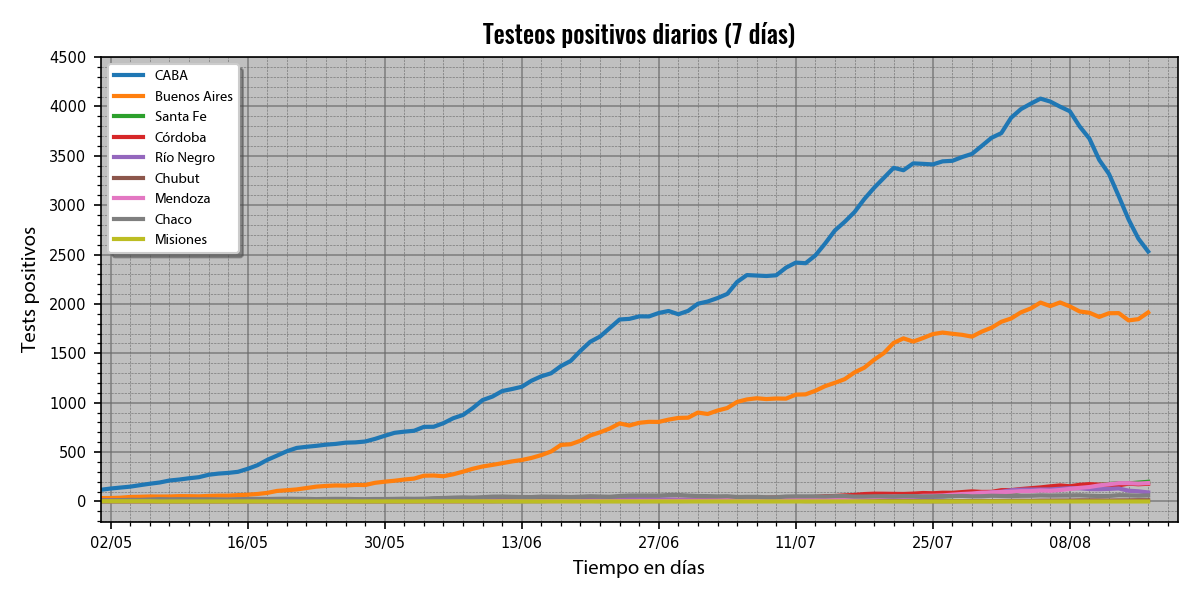 Testeos positivos diarios (7 días)
4500
4000
3500
3000
2500
2000
1500
1000
500
0
Tests positivos
CABA
Buenos Aires
Santa Fe
Córdoba
Río Negro
Chubut
Mendoza
Chaco
Misiones
02/05 16/05 30/05 13/06 27/06 11/07 25/07 08/08
Tiempo en días